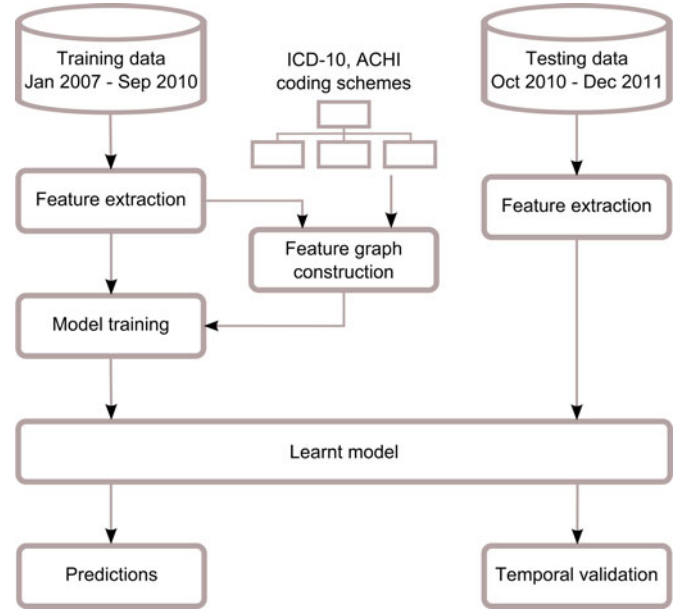 Training data
Jan 2007 - Sep 2010
ICD-10, ACHI
coding schemes
Testing data
Oct 2010 - Dec 2011
Feature extraction
Feature extraction
Feature graph
construction
Model training
Learnt model
Predictions
Temporal validation